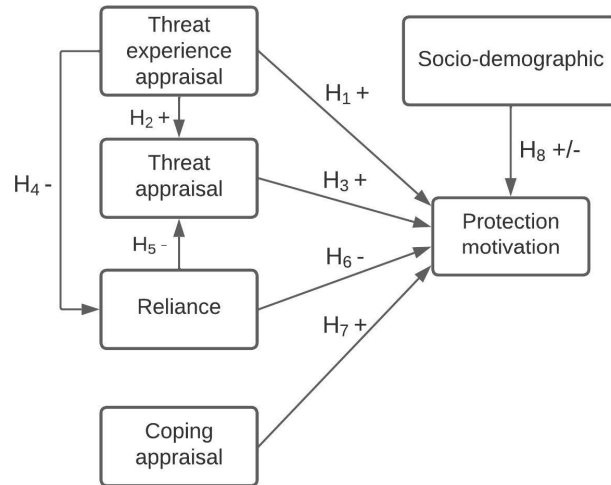 Threat
experience
appraisal
Socio-demographic
H₁ +
H₂ +
H₈ +/-
Threat
appraisal
H₃ +
H₄ -
Protection
motivation
H₅ -
H₆ -
Reliance
H₇ +
Coping
appraisal